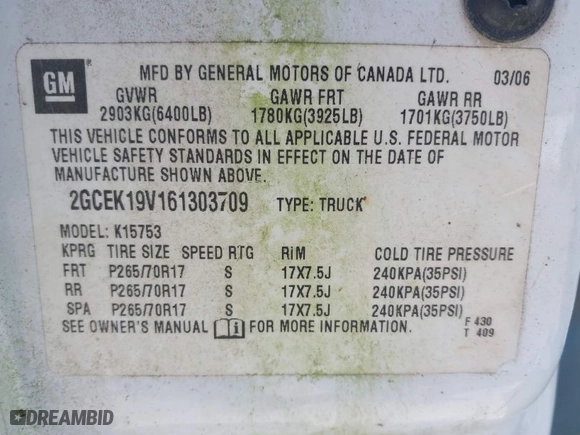 GM
MFD BY GENERAL MOTORS OF CANADA LTD. 03/06
GVWR GAWR FRT GAWR RR
2903KG(6400LB) 1780KG(3925LB) 1701KG(3750LB)
THIS VEHICLE CONFORMS TO ALL APPLICABLE U.S. FEDERAL MOTOR
VEHICLE SAFETY STANDARDS IN EFFECT ON THE DATE OF
MANUFACTURE SHOWN ABOVE.
2GCEK19V161303709 TYPE: TRUCK
MODEL: K15753
KPRG TIRE SIZE SPEED RTG RIM COLD TIRE PRESSURE
FRT P265/70R17 S 17X7.5J 240KPA(35PSI)
RR P265/70R17 S 17X7.5J 240KPA(35PSI)
SPA P265/70R17 S 17X7.5J 240KPA(35PSI)
SEE OWNER'S MANUAL FOR MORE INFORMATION.
F 430
T 409
DREAMBID